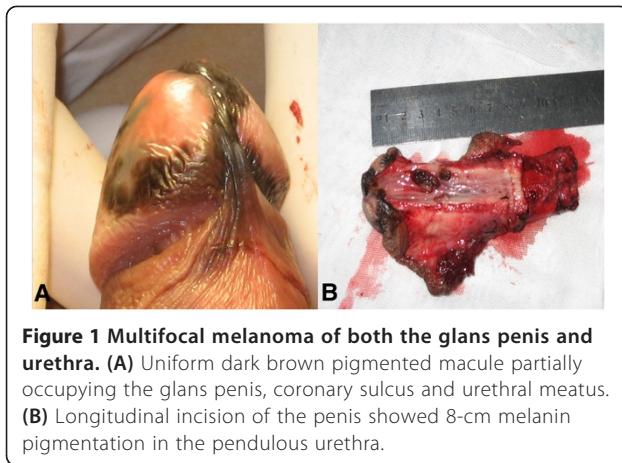 A
B
Figure 1 Multifocal melanoma of both the glans penis and
urethra. (A) Uniform dark brown pigmented macule partially
occupying the glans penis, coronary sulcus and urethral meatus.
(B) Longitudinal incision of the penis showed 8-cm melanin
pigmentation in the pendulous urethra.